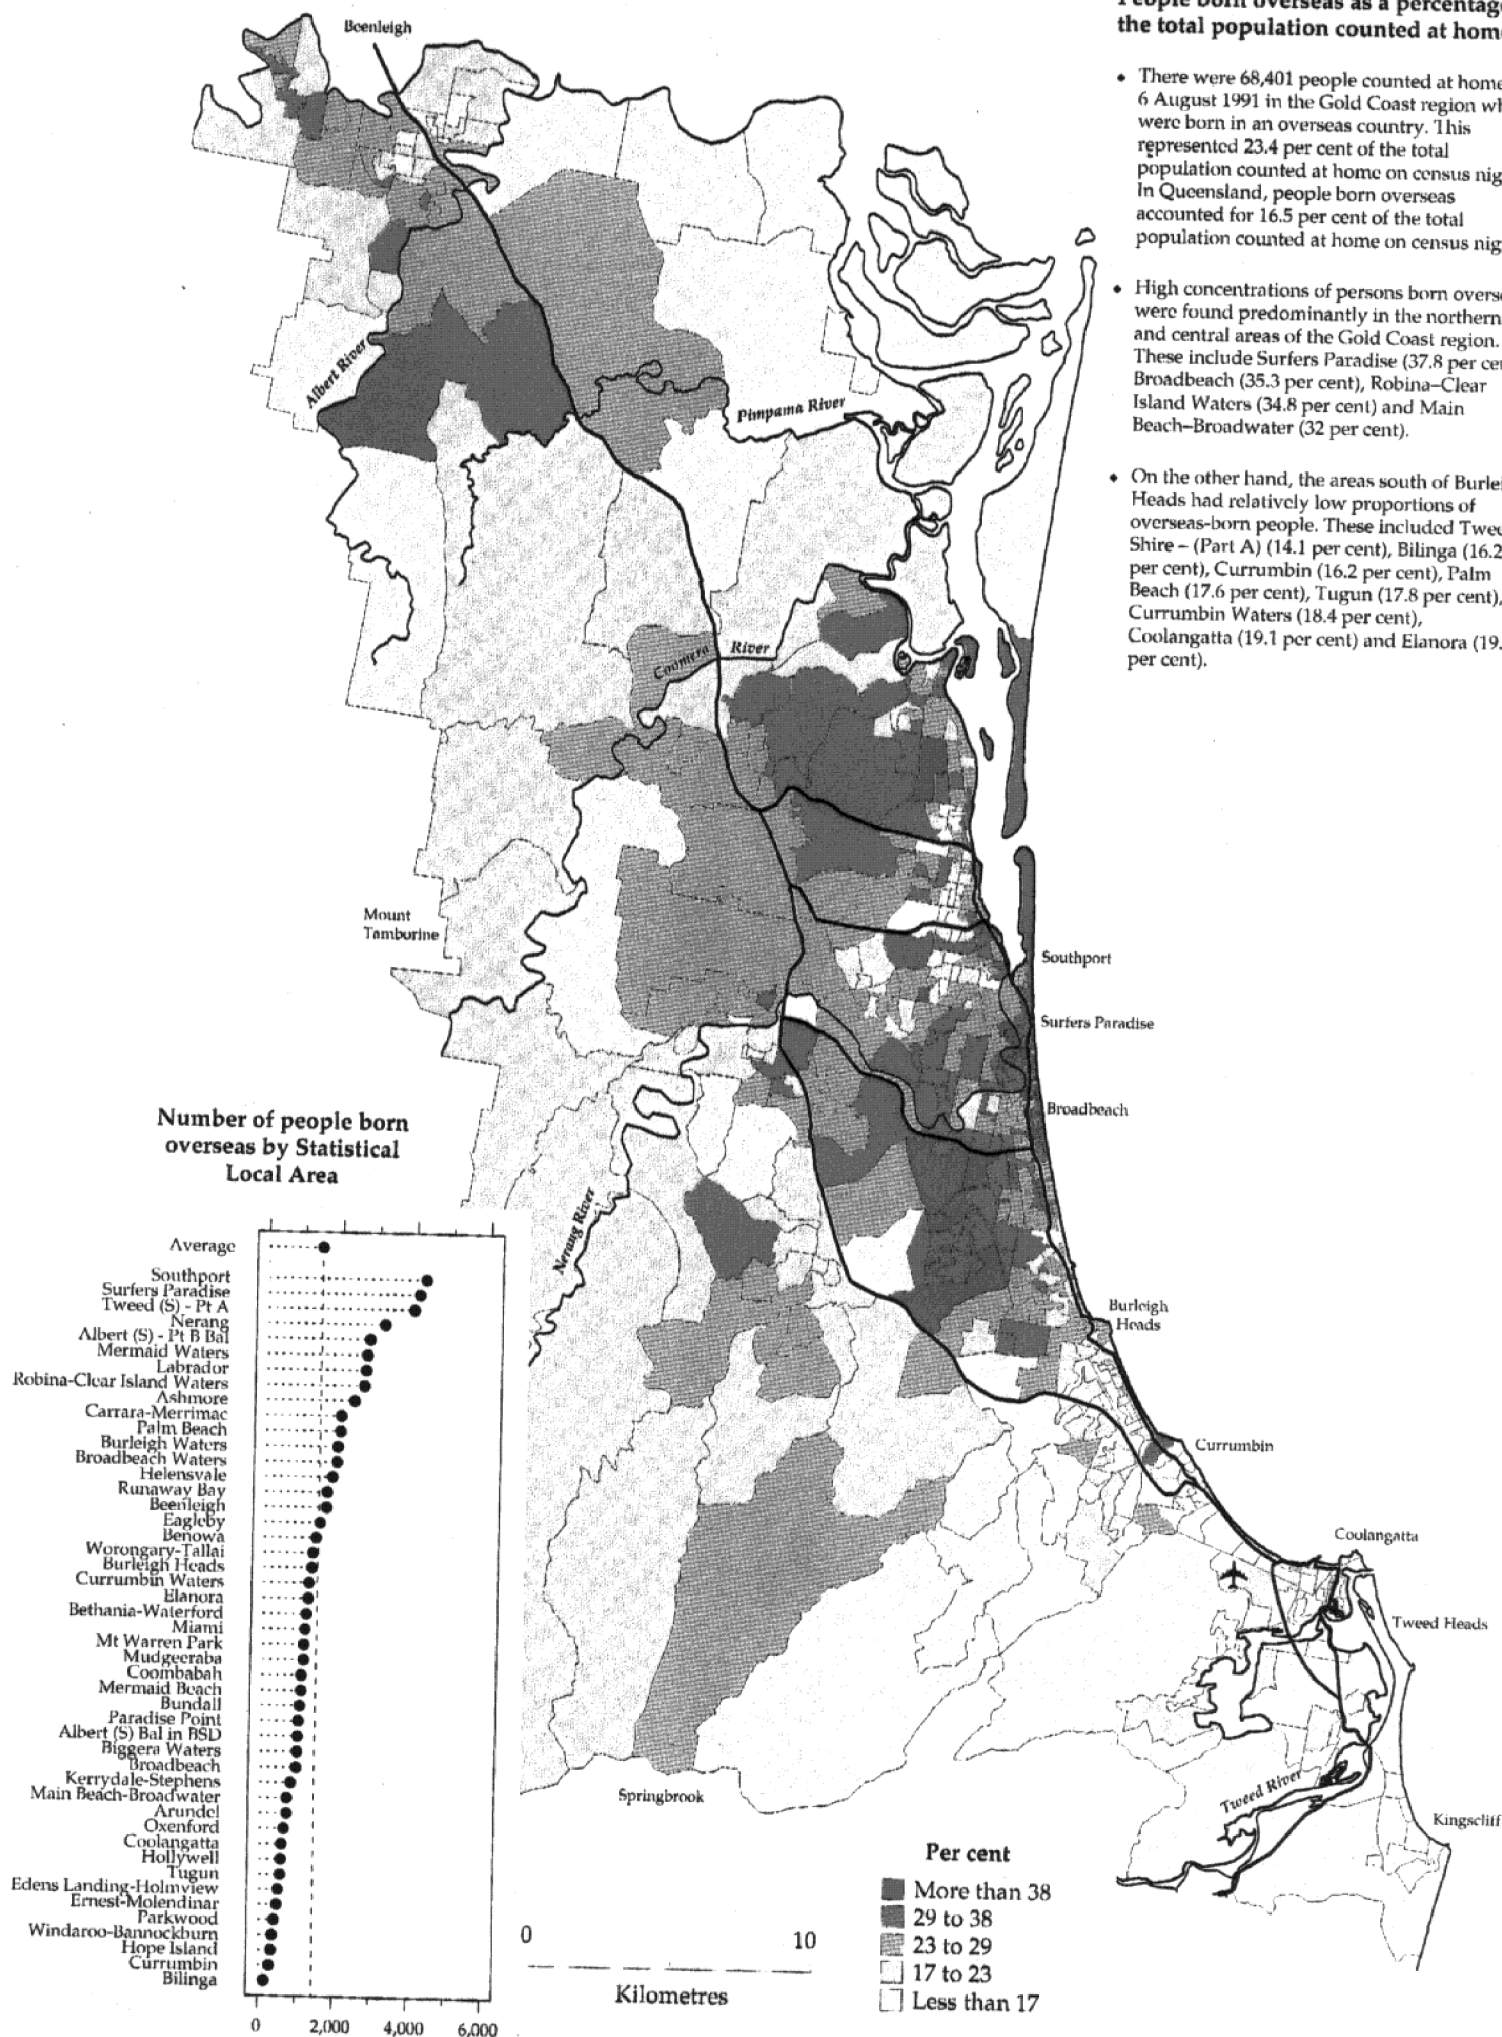 People born overseas as a percentage
the total population counted at hom
• There were 68,401 people counted at home
6 August 1991 in the Gold Coast region wh
were born in an overseas country. This
represented 23.4 per cent of the total
population counted at home on census nig
In Queensland, people born overseas
accounted for 16.5 per cent of the total
population counted at home on census nig
• High concentrations of persons born overs
were found predominantly in the northern
and central areas of the Gold Coast region.
These include Surfers Paradise (37.8 per cen
Broadbeach (35.3 per cent), Robina–Clear
Island Waters (34.8 per cent) and Main
Beach–Broadwater (32 per cent).
• On the other hand, the areas south of Burlei
Heads had relatively low proportions of
overseas-born people. These included Twee
Shire – (Part A) (14.1 per cent), Bilinga (16.2
per cent), Currumbin (16.2 per cent), Palm
Beach (17.6 per cent), Tugun (17.8 per cent),
Currumbin Waters (18.4 per cent),
Coolangatta (19.1 per cent) and Elanora (19.
per cent).
Beenleigh
Albert River
Pimpama River
Coomera River
Mount
Tamborine
Southport
Surfers Paradise
Broadbeach
Nerang River
Burleigh
Heads
Currumbin
Coolangatta
Tweed Heads
Tweed River
Kingscliff
Springbrook
Number of people born
overseas by Statistical
Local Area
Average
Southport
Surfers Paradise
Tweed (S) - Pt A
Nerang
Albert (S) - Pt B Bal
Mermaid Waters
Labrador
Robina-Clear Island Waters
Ashmore
Carrara-Merrimac
Palm Beach
Burleigh Waters
Broadbeach Waters
Helensvale
Runaway Bay
Beenleigh
Eagleby
Benowa
Worongary-Tallai
Burleigh Heads
Currumbin Waters
Elanora
Bethania-Waterford
Miami
Mt Warren Park
Mudgeeraba
Coombabah
Mermaid Beach
Bundall
Paradise Point
Albert (S) Bal in BSD
Biggera Waters
Broadbeach
Kerrydale-Stephens
Main Beach-Broadwater
Arundel
Oxenford
Coolangatta
Hollywell
Tugun
Edens Landing-Holmview
Ernest-Molendinar
Parkwood
Windaroo-Bannockburn
Hope Island
Currumbin
Bilinga
0 2,000 4,000 6,000
0 10
Kilometres
Per cent
More than 38
29 to 38
23 to 29
17 to 23
Less than 17